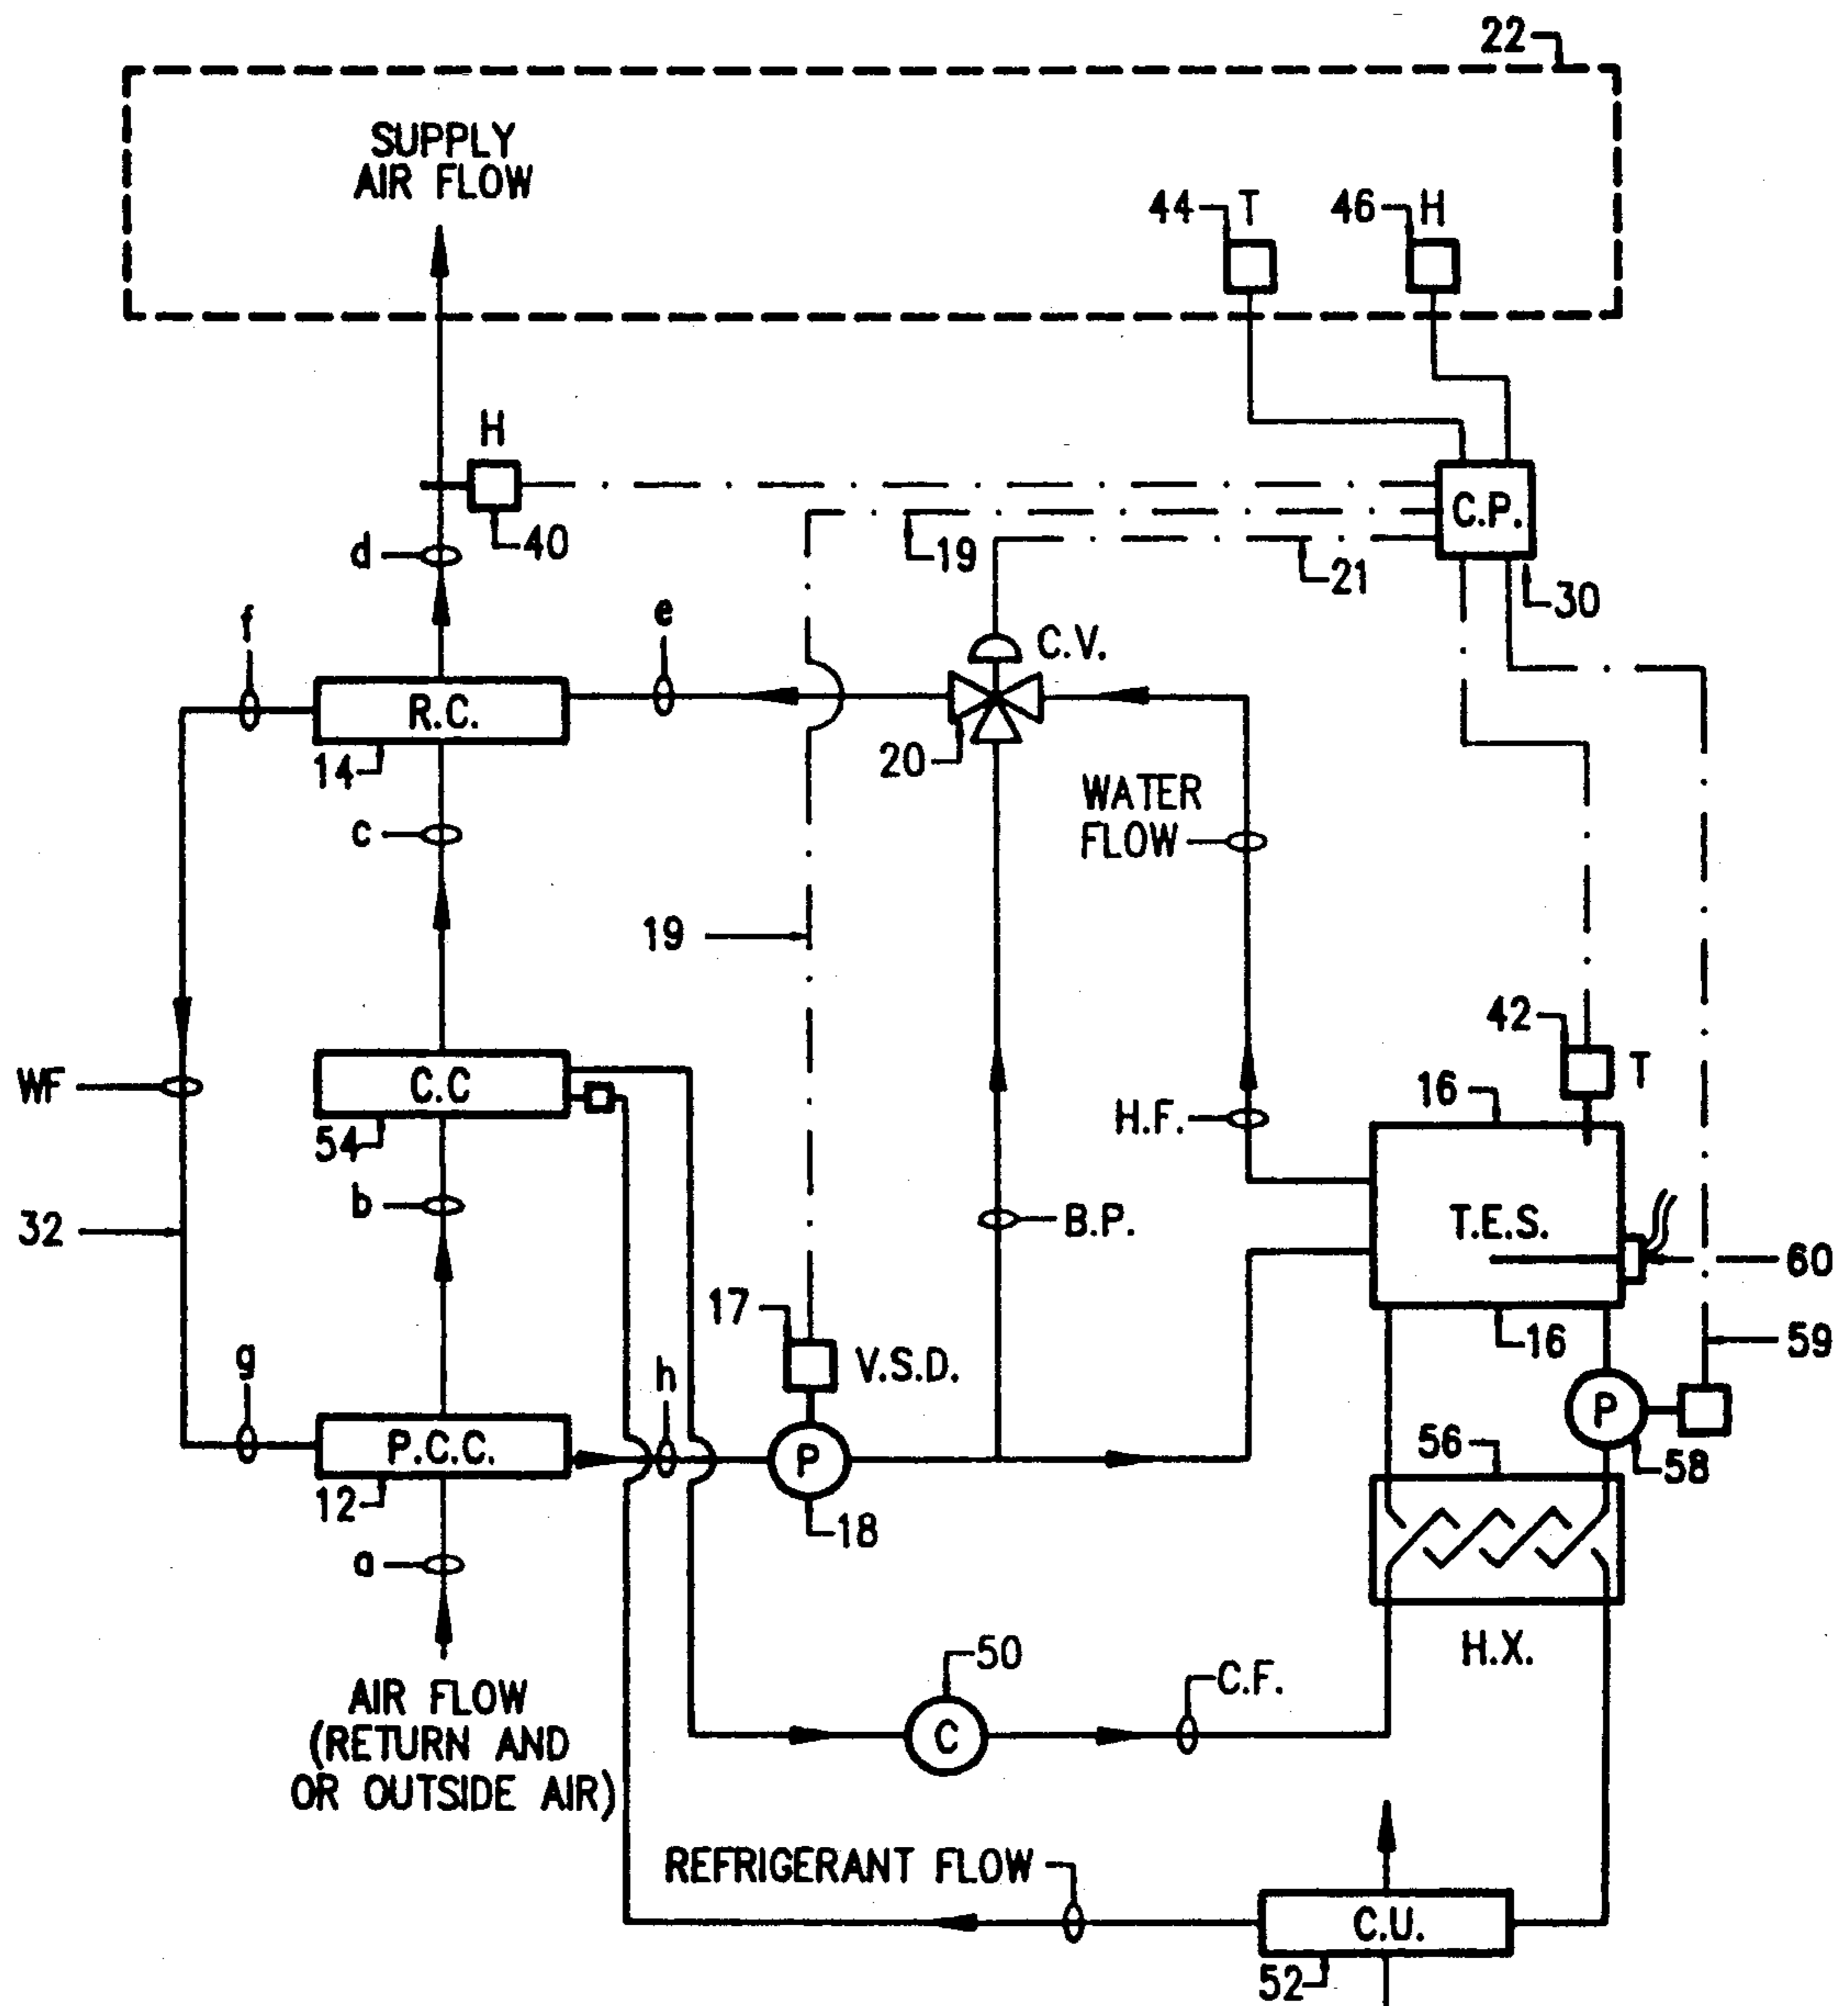 22
SUPPLY
AIR FLOW
44
T
46
H
H
40
C.P.
d
19
21
30
f
e
C.V.
R.C.
14
20
c
WATER
FLOW
19
42
T
WF
C.C
54
H.F.
16
b
B.P.
T.E.S.
32
60
17
V.S.D.
16
59
g
h
P.C.C.
P
P
12
18
56
58
a
H.X.
AIR FLOW
(RETURN AND
OR OUTSIDE AIR)
50
C.F.
C
REFRIGERANT FLOW
C.U.
52